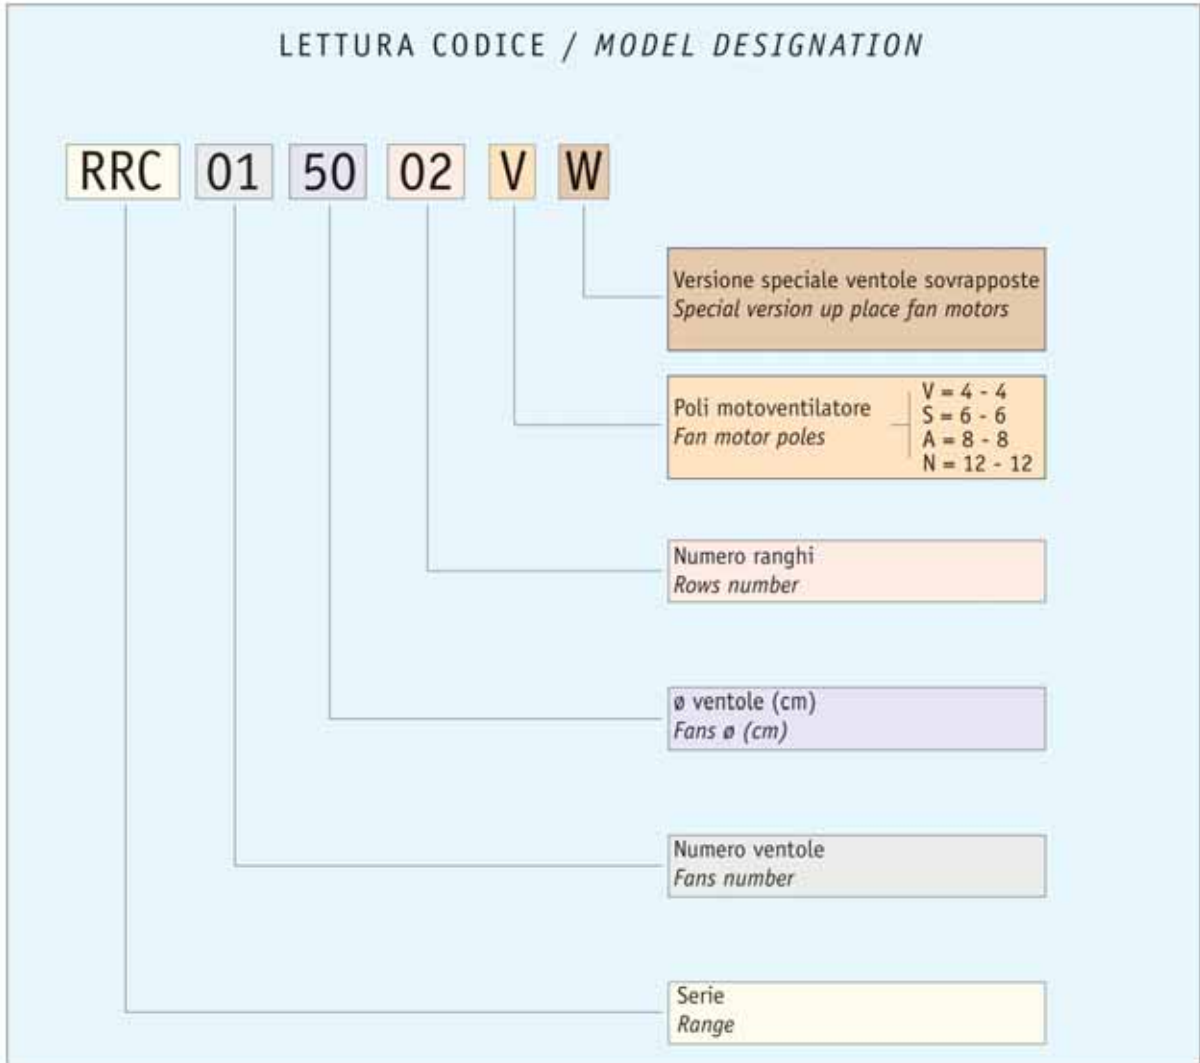 LETTURA CODICE / MODEL DESIGNATION
RRC 01 50 02 V W
Versione speciale ventole sovrapposte
Special version up place fan motors
Poli motoventilatore
Fan motor poles
V = 4 - 4
S = 6 - 6
A = 8 - 8
N = 12 - 12
Numero ranghi
Rows number
ø ventole (cm)
Fans ø (cm)
Numero ventole
Fans number
Serie
Range